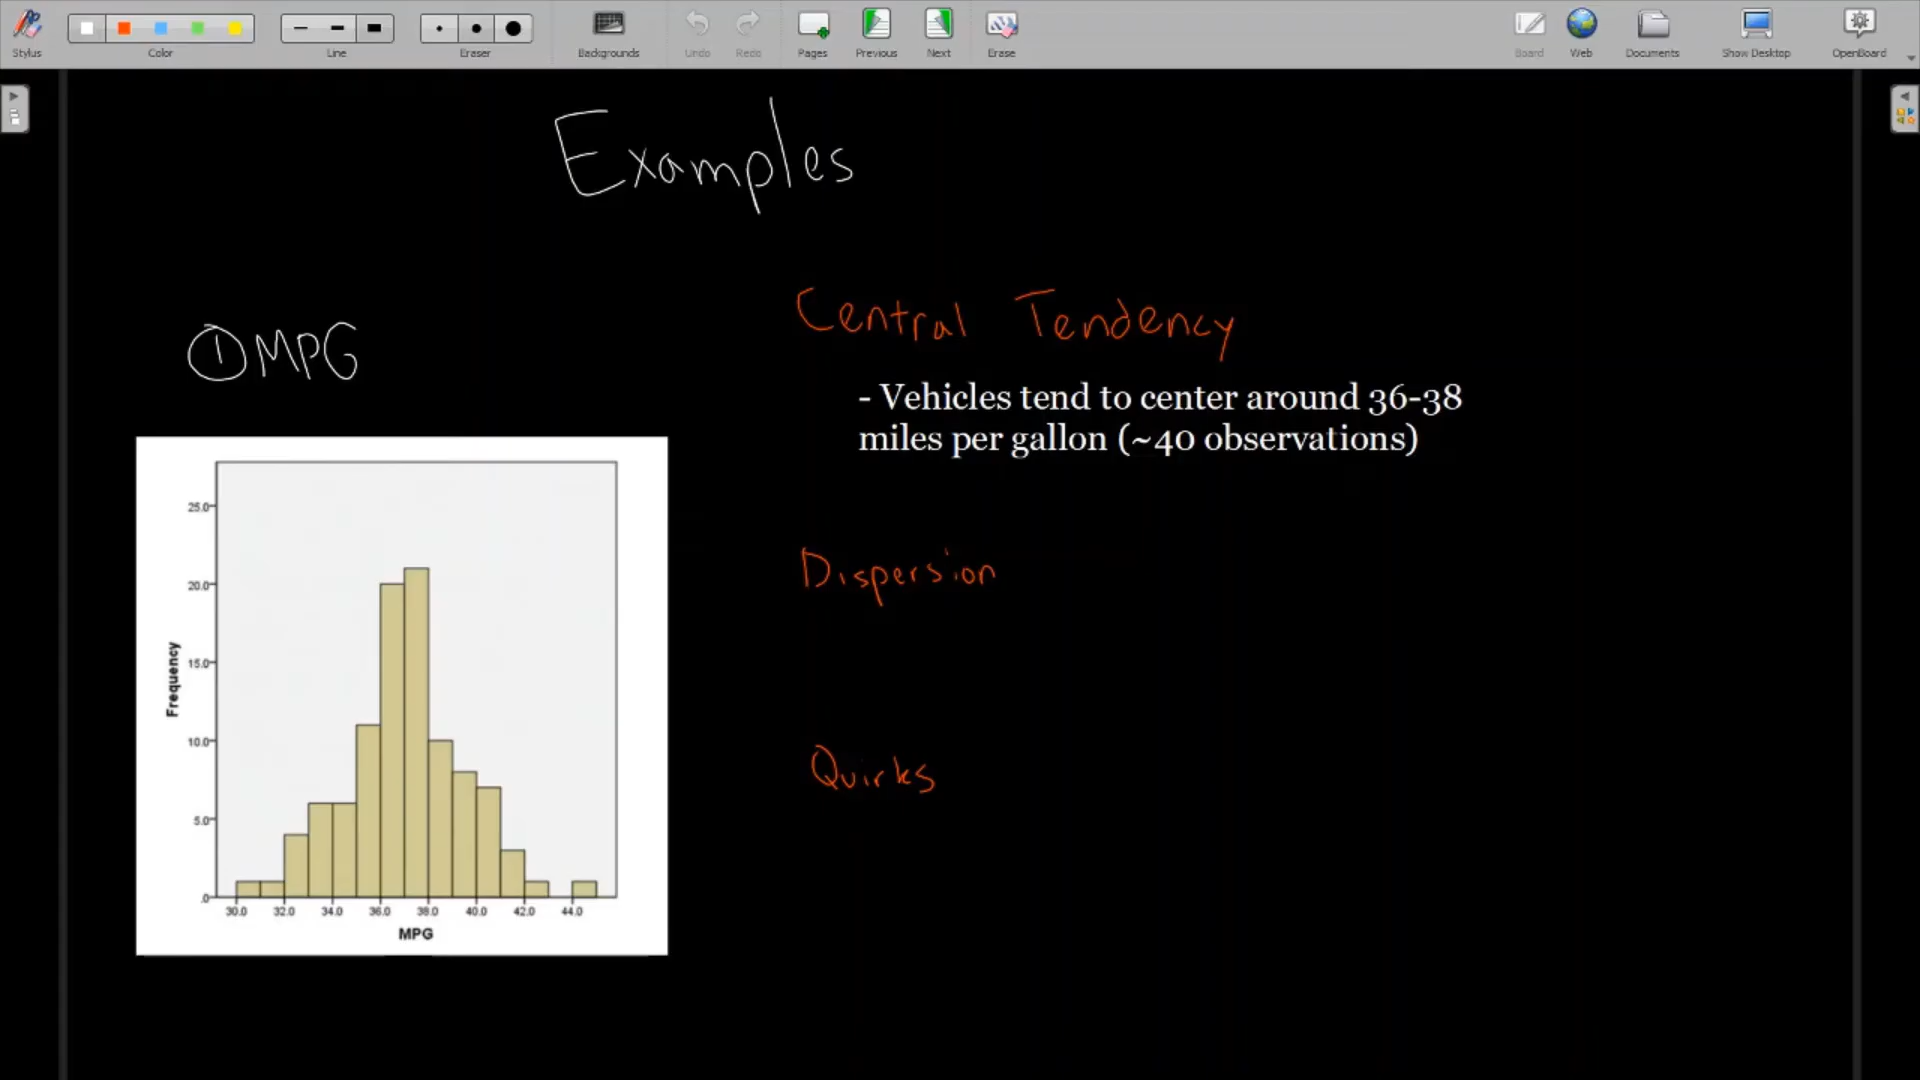 Stylus
Color
Line
Eraser
Backgrounds
Undo
Redo
Pages
Previous
Next
Erase
Board
Web
Documents
Show Desktop
OpenBoard
Examples
1 MPG
Central Tendency
- Vehicles tend to center around 36-38
miles per gallon (~40 observations)
Dispersion
Quirks
Frequency
25.0
20.0
15.0
10.0
5.0
.0
30.0 32.0 34.0 36.0 38.0 40.0 42.0 44.0
MPG